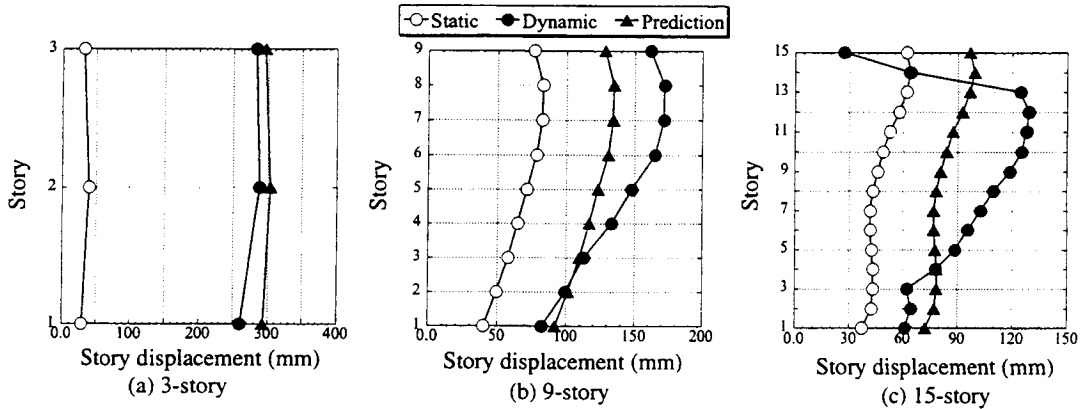 Static Dynamic Prediction
Story
3
2
1
0.0 100 200 300 400
Story displacement (mm)
(a) 3-story
Story
9
8
7
6
5
4
3
2
1
0.0 50 100 150 200
Story displacement (mm)
(b) 9-story
Story
15
13
11
9
7
5
3
1
0.0 30 60 90 120 150
Story displacement (mm)
(c) 15-story